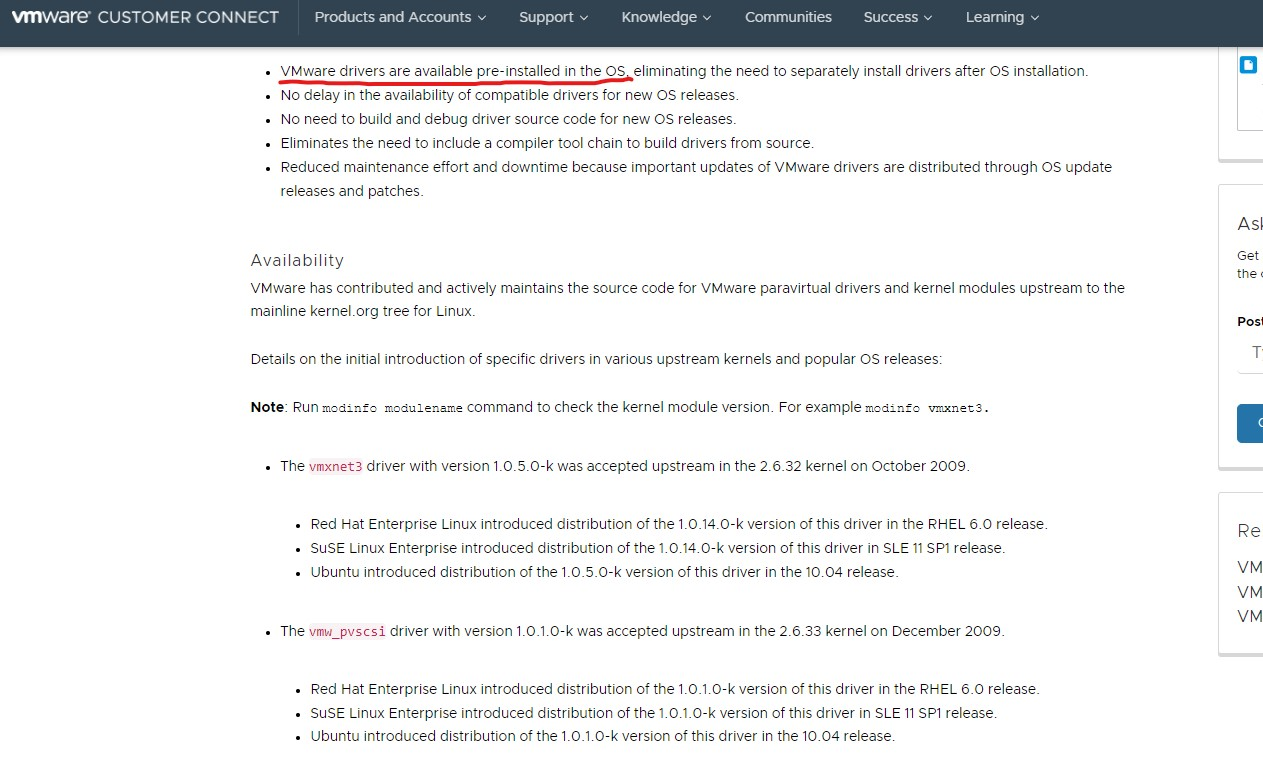 vmware® CUSTOMER CONNECT Products and Accounts Support Knowledge Communities Success Learning
• VMware drivers are available pre-installed in the OS, eliminating the need to separately install drivers after OS installation.
• No delay in the availability of compatible drivers for new OS releases.
• No need to build and debug driver source code for new OS releases.
• Eliminates the need to include a compiler tool chain to build drivers from source.
• Reduced maintenance effort and downtime because important updates of VMware drivers are distributed through OS update
releases and patches.
Availability
VMware has contributed and actively maintains the source code for VMware paravirtual drivers and kernel modules upstream to the
mainline kernel.org tree for Linux.
Details on the initial introduction of specific drivers in various upstream kernels and popular OS releases:
Note: Run modinfo modulename command to check the kernel module version. For example modinfo vmxnet3.
• The vmxnet3 driver with version 1.0.5.0-k was accepted upstream in the 2.6.32 kernel on October 2009.
• Red Hat Enterprise Linux introduced distribution of the 1.0.14.0-k version of this driver in the RHEL 6.0 release.
• SuSE Linux Enterprise introduced distribution of the 1.0.14.0-k version of this driver in SLE 11 SP1 release.
• Ubuntu introduced distribution of the 1.0.5.0-k version of this driver in the 10.04 release.
• The vmw_pvscsi driver with version 1.0.1.0-k was accepted upstream in the 2.6.33 kernel on December 2009.
• Red Hat Enterprise Linux introduced distribution of the 1.0.1.0-k version of this driver in the RHEL 6.0 release.
• SuSE Linux Enterprise introduced distribution of the 1.0.1.0-k version of this driver in SLE 11 SP1 release.
• Ubuntu introduced distribution of the 1.0.1.0-k version of this driver in the 10.04 release.
Get
the
Re
VM
VM
VM